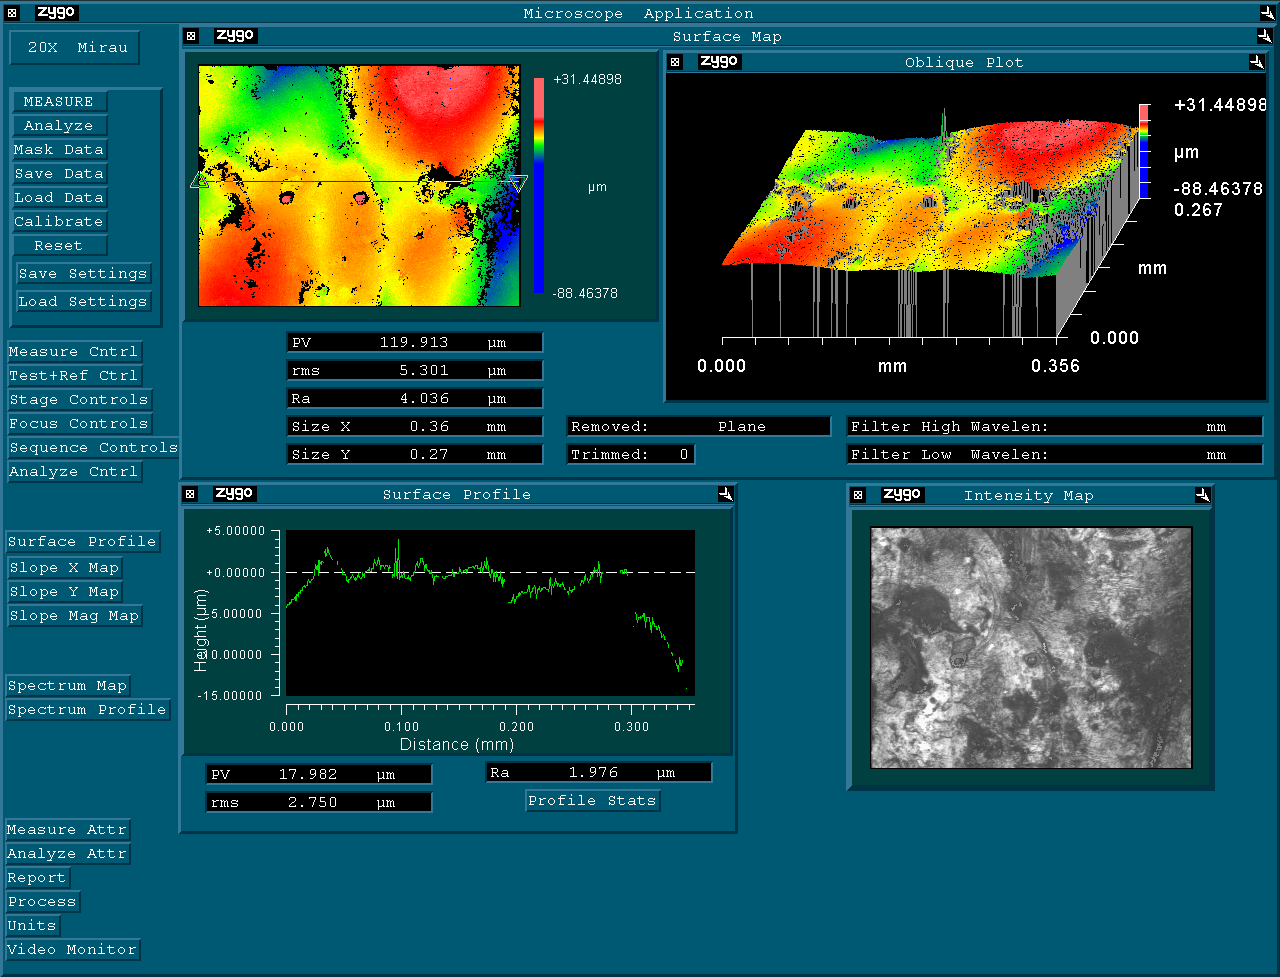 zygo Microscope Application
20X Mirau
MEASURE
Analyze
Mask Data
Save Data
Load Data
Calibrate
Reset
Save Settings
Load Settings
Measure Cntrl
Test+Ref Ctrl
Stage Controls
Focus Controls
Sequence Controls
Analyze Cntrl
Surface Profile
Slope X Map
Slope Y Map
Slope Mag Map
Spectrum Map
Spectrum Profile
Measure Attr
Analyze Attr
Report
Process
Units
Video Monitor
zygo Surface Map
+31.44898
µm
-88.46378
zygo Oblique Plot
+31.44898
µm
-88.46378
0.267
mm
0.000
0.000 mm 0.356
PV 119.913 µm
rms 5.301 µm
Ra 4.036 µm
Size X 0.36 mm
Size Y 0.27 mm
Removed: Plane
Trimmed: 0
Filter High Wavelen: mm
Filter Low Wavelen: mm
zygo Surface Profile
+5.00000
+0.00000
-5.00000
-10.00000
-15.00000
Height (µm)
0.000 0.100 0.200 0.300
Distance (mm)
PV 17.982 µm
rms 2.750 µm
Ra 1.976 µm
Profile Stats
zygo Intensity Map